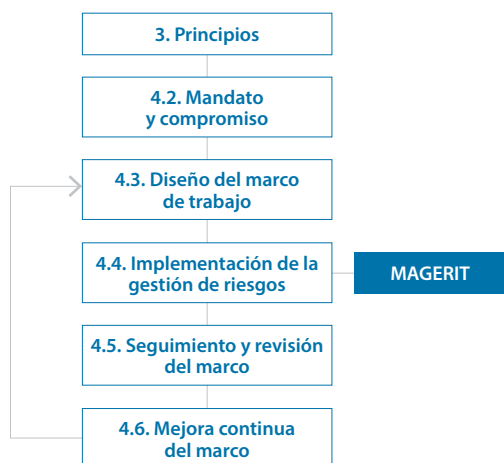 3. Principios
4.2. Mandato
y compromiso
4.3. Diseño del marco
de trabajo
4.4. Implementación de la
gestión de riesgos
MAGERIT
4.5. Seguimiento y revisión
del marco
4.6. Mejora continua
del marco